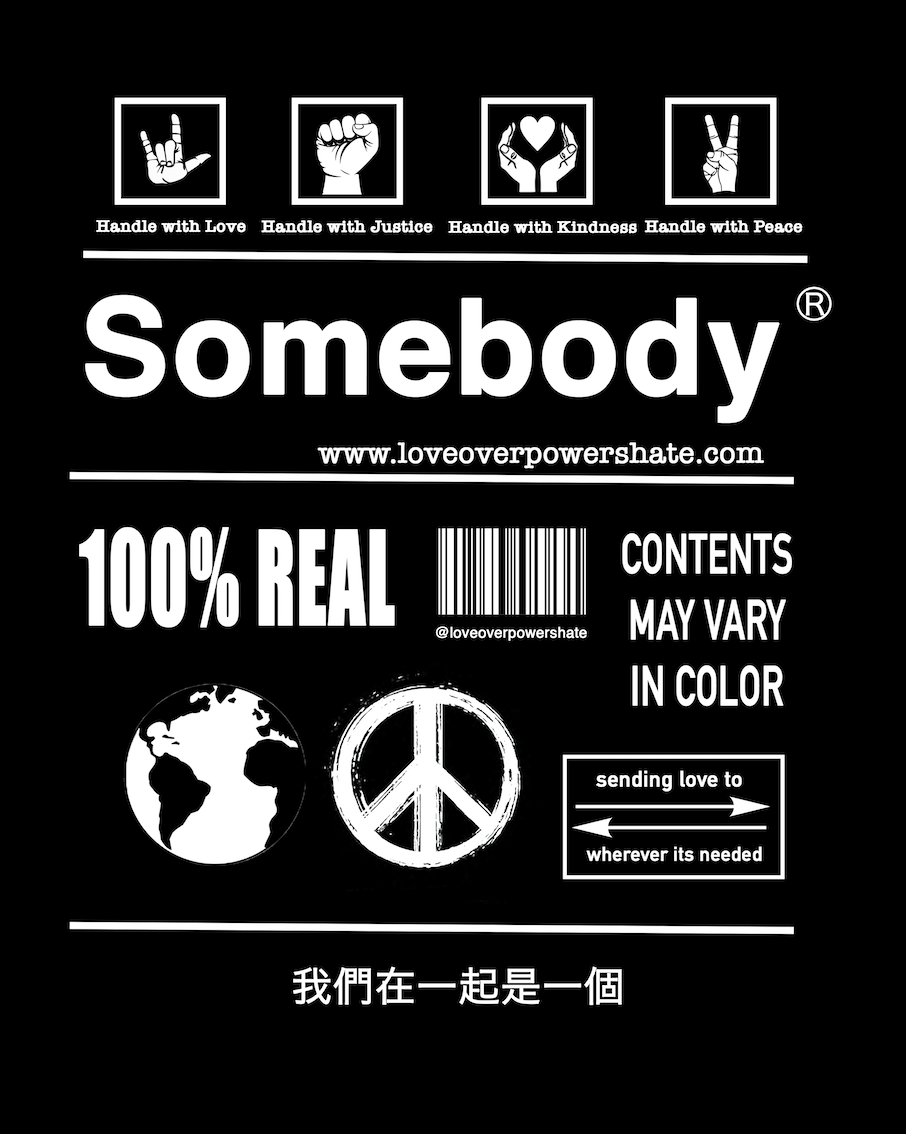 Handle with Love Handle with Justice Handle with Kindness Handle with Peace
Somebody®
www.loveoverpowershate.com
100% REAL
@loveoverpowershate
CONTENTS
MAY VARY
IN COLOR
sending love to
wherever its needed
我們在一起是一個